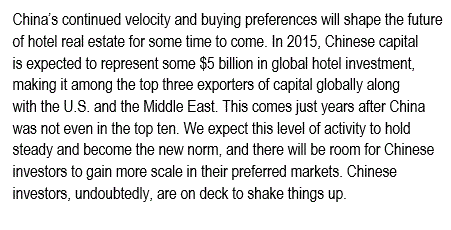 China’s continued velocity and buying preferences will shape the future
of hotel real estate for some time to come. In 2015, Chinese capital
is expected to represent some $5 billion in global hotel investment,
making it among the top three exporters of capital globally along
with the U.S. and the Middle East. This comes just years after China
was not even in the top ten. We expect this level of activity to hold
steady and become the new norm, and there will be room for Chinese
investors to gain more scale in their preferred markets. Chinese
investors, undoubtedly, are on deck to shake things up.